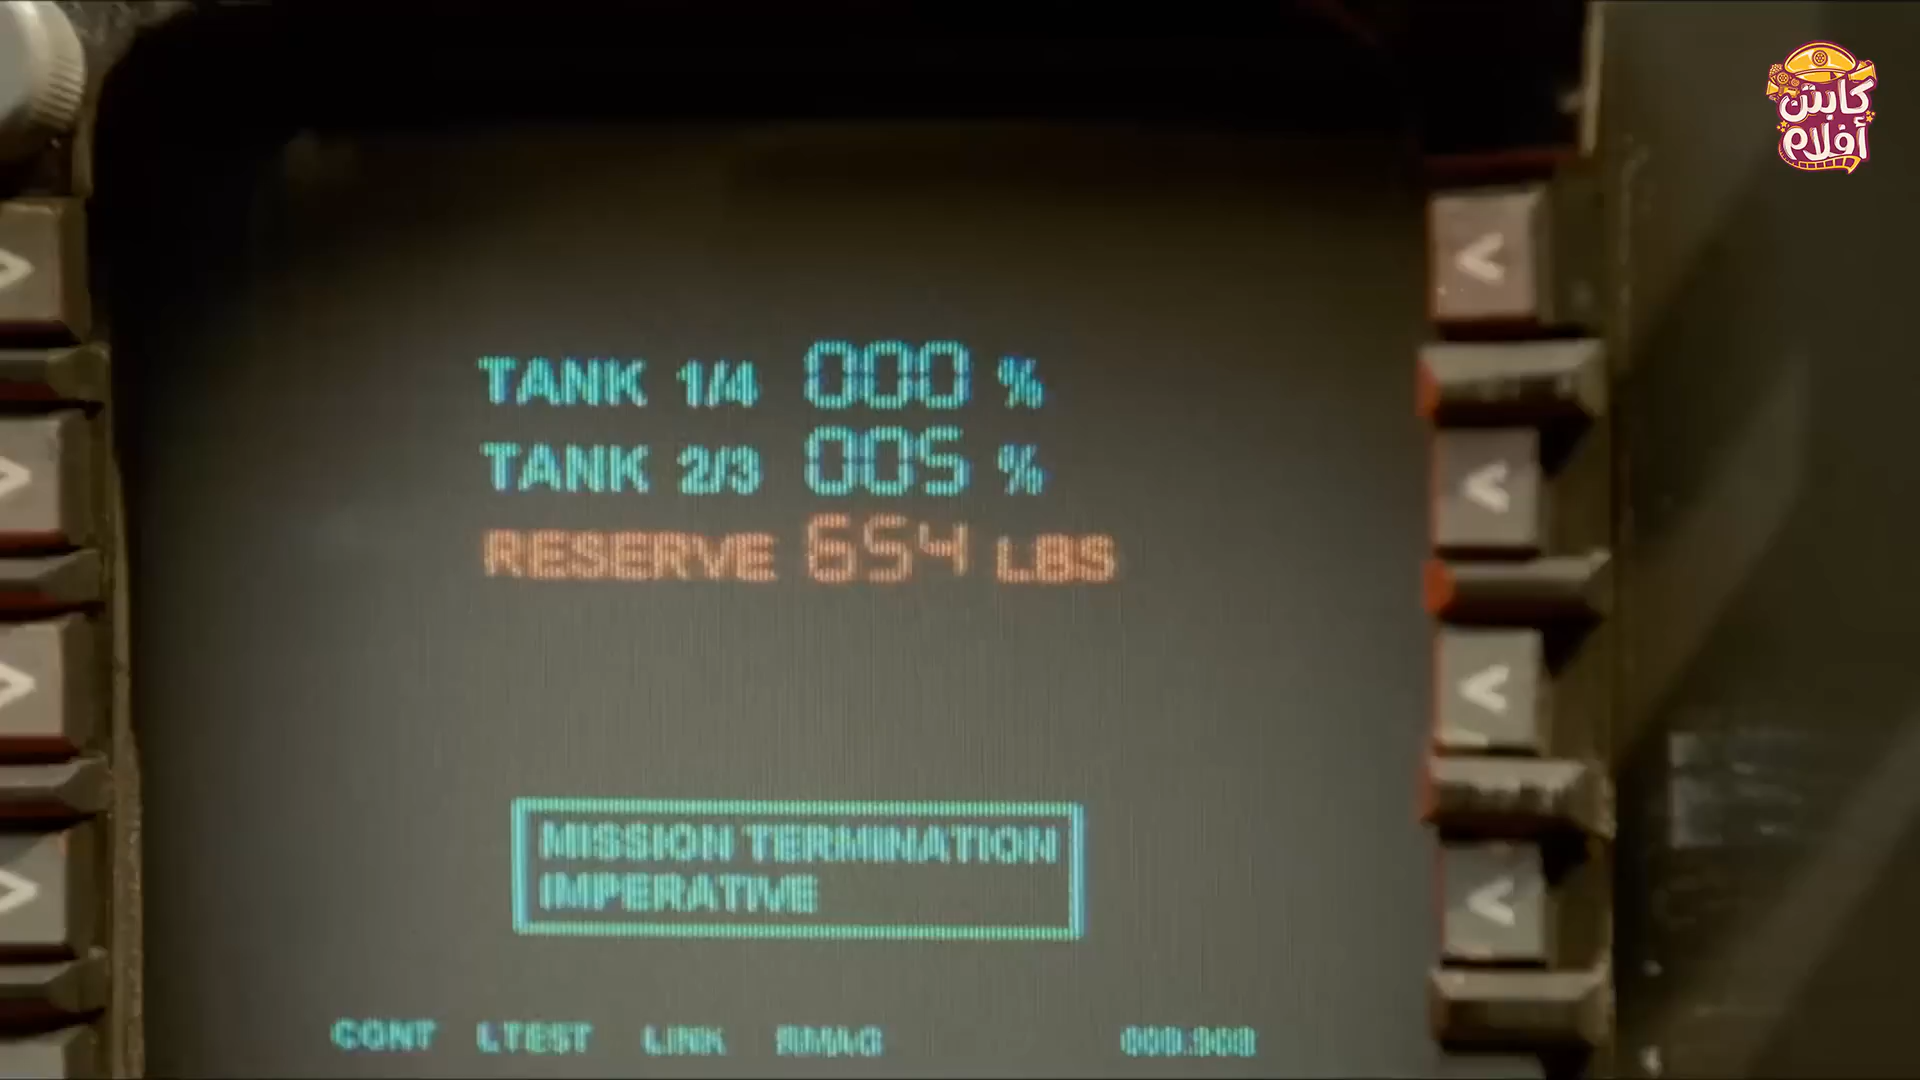 كابتن
أفلام
TANK 1/4 000 %
TANK 2/3 005 %
RESERVE 654 LBS
MISSION TERMINATION
IMPERATIVE
CONT LTEST LINK